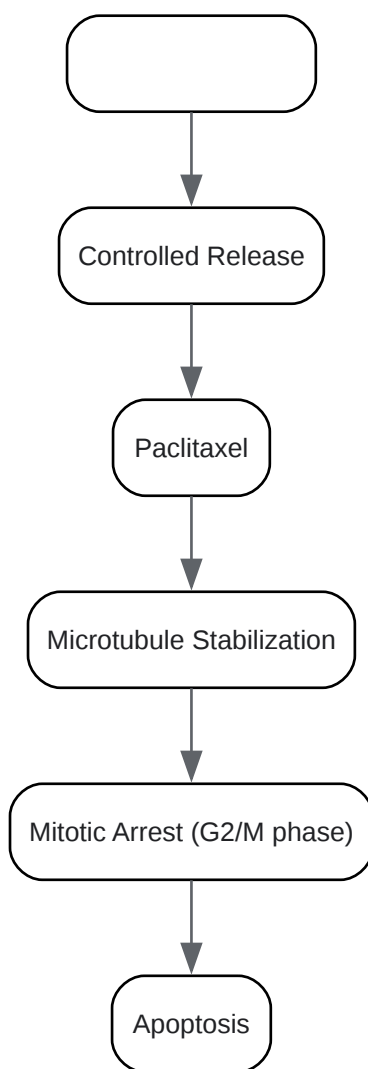 Controlled Release
Paclitaxel
Microtubule Stabilization
Mitotic Arrest (G2/M phase)
Apoptosis